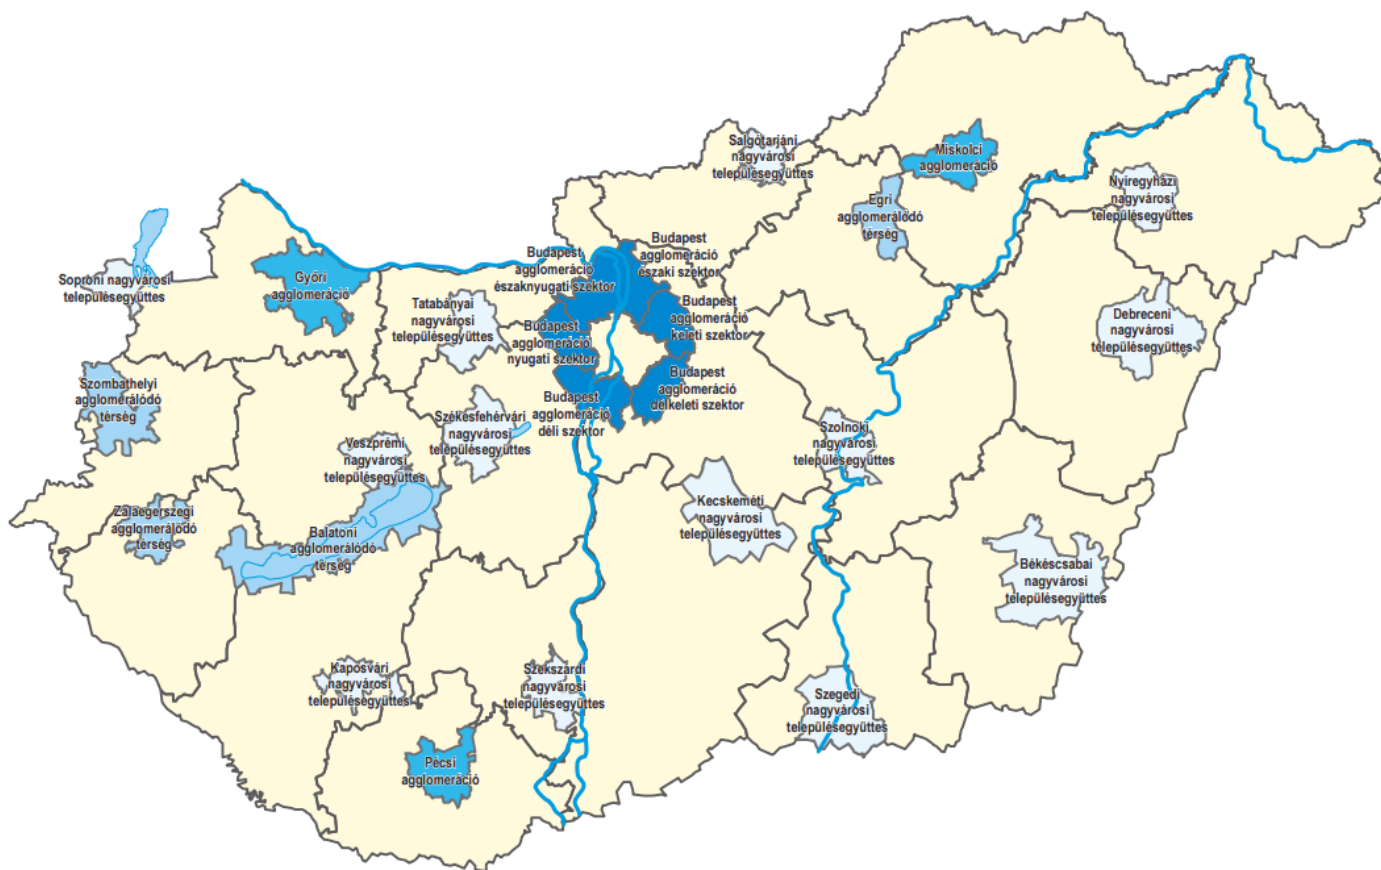 Salgótarjáni
nagyvárosi
településegyüttes
Miskolci
agglomeráció
Nyíregyházi
nagyvárosi
településegyüttes
Egri
agglomerálódó
térség
Budapest
agglomeráció
északi szektor
Budapest
agglomeráció
északnyugati szektor
Soproni nagyvárosi
településegyüttes
Győri
agglomeráció
Tatabányai
nagyvárosi
településegyüttes
Budapest
agglomeráció
keleti szektor
Debreceni
nagyvárosi
településegyüttes
Budapest
agglomeráció
nyugati szektor
Budapest
agglomeráció
délkeleti szektor
Szombathelyi
agglomerálódó
térség
Budapest
agglomeráció
déli szektor
Székesfehérvári
nagyvárosi
településegyüttes
Szolnoki
nagyvárosi
településegyüttes
Veszprémi
nagyvárosi
településegyüttes
Kecskeméti
nagyvárosi
településegyüttes
Zalaegerszegi
agglomerálódó
térség
Balatoni
agglomerálódó
térség
Békéscsabai
nagyvárosi
településegyüttes
Kaposvári
nagyvárosi
településegyüttes
Szekszárdi
nagyvárosi
településegyüttes
Szegedi
nagyvárosi
településegyüttes
Pécsi
agglomeráció